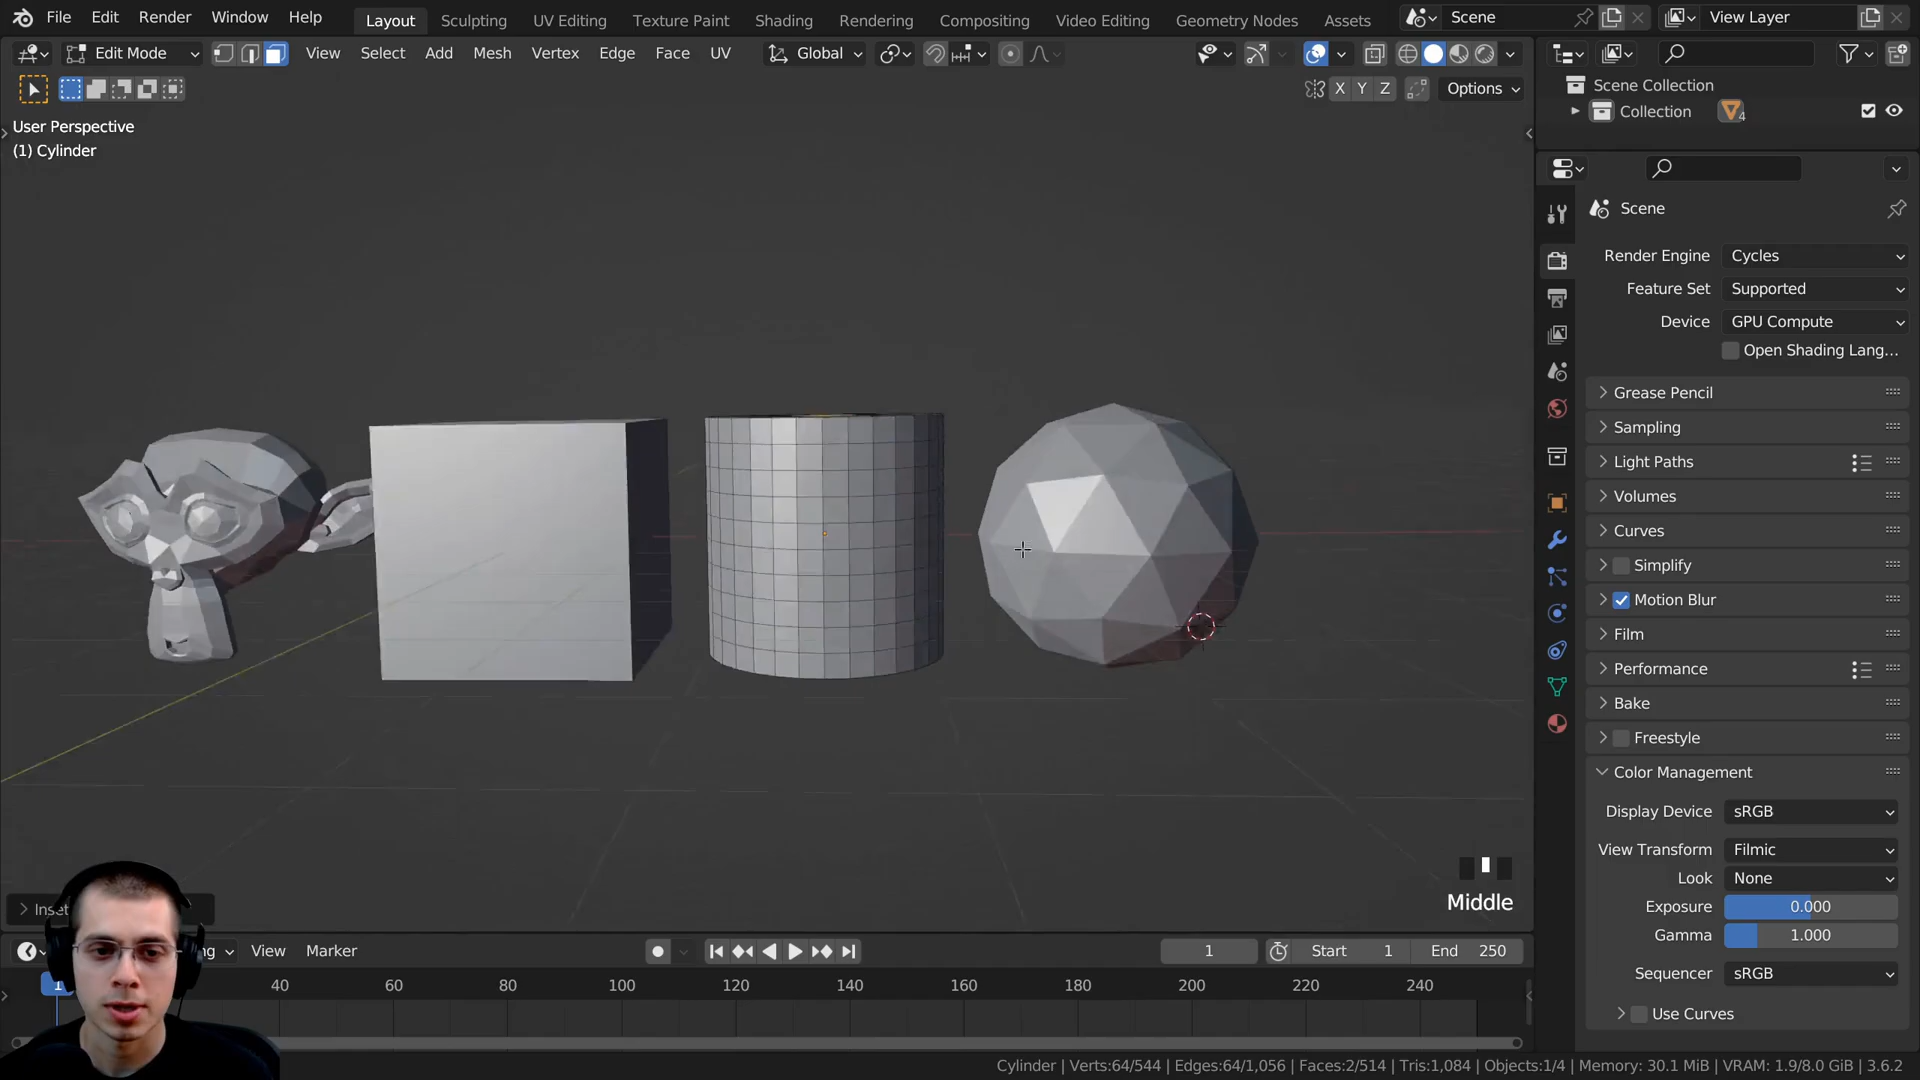 File Edit Render Window Help Layout Sculpting UV Editing Texture Paint Shading Animation Rendering Compositing Video Editing Geometry Nodes Assets Scene View Layer
Edit Mode View Select Add Mesh Vertex Edge Face UV Global
X Y Z Options
User Perspective
(1) Cylinder
Scene Collection
Collection 4
Scene
Render Engine Cycles
Feature Set Supported
Device GPU Compute
Open Shading Lang...
Grease Pencil
Sampling
Light Paths
Volumes
Curves
Simplify
Motion Blur
Film
Performance
Bake
Freestyle
Color Management
Display Device sRGB
View Transform Filmic
Look None
Exposure 0.000
Gamma 1.000
Sequencer sRGB
Use Curves
Middle
View Marker 1 Start 1 End 250
1 40 60 80 100 120 140 160 180 200 220 240
Cylinder | Verts:64/544 | Edges:64/1,056 | Faces:2/514 | Tris:1,084 | Objects:1/4 | Memory: 30.1 MiB | VRAM: 1.9/8.0 GiB | 3.6.2